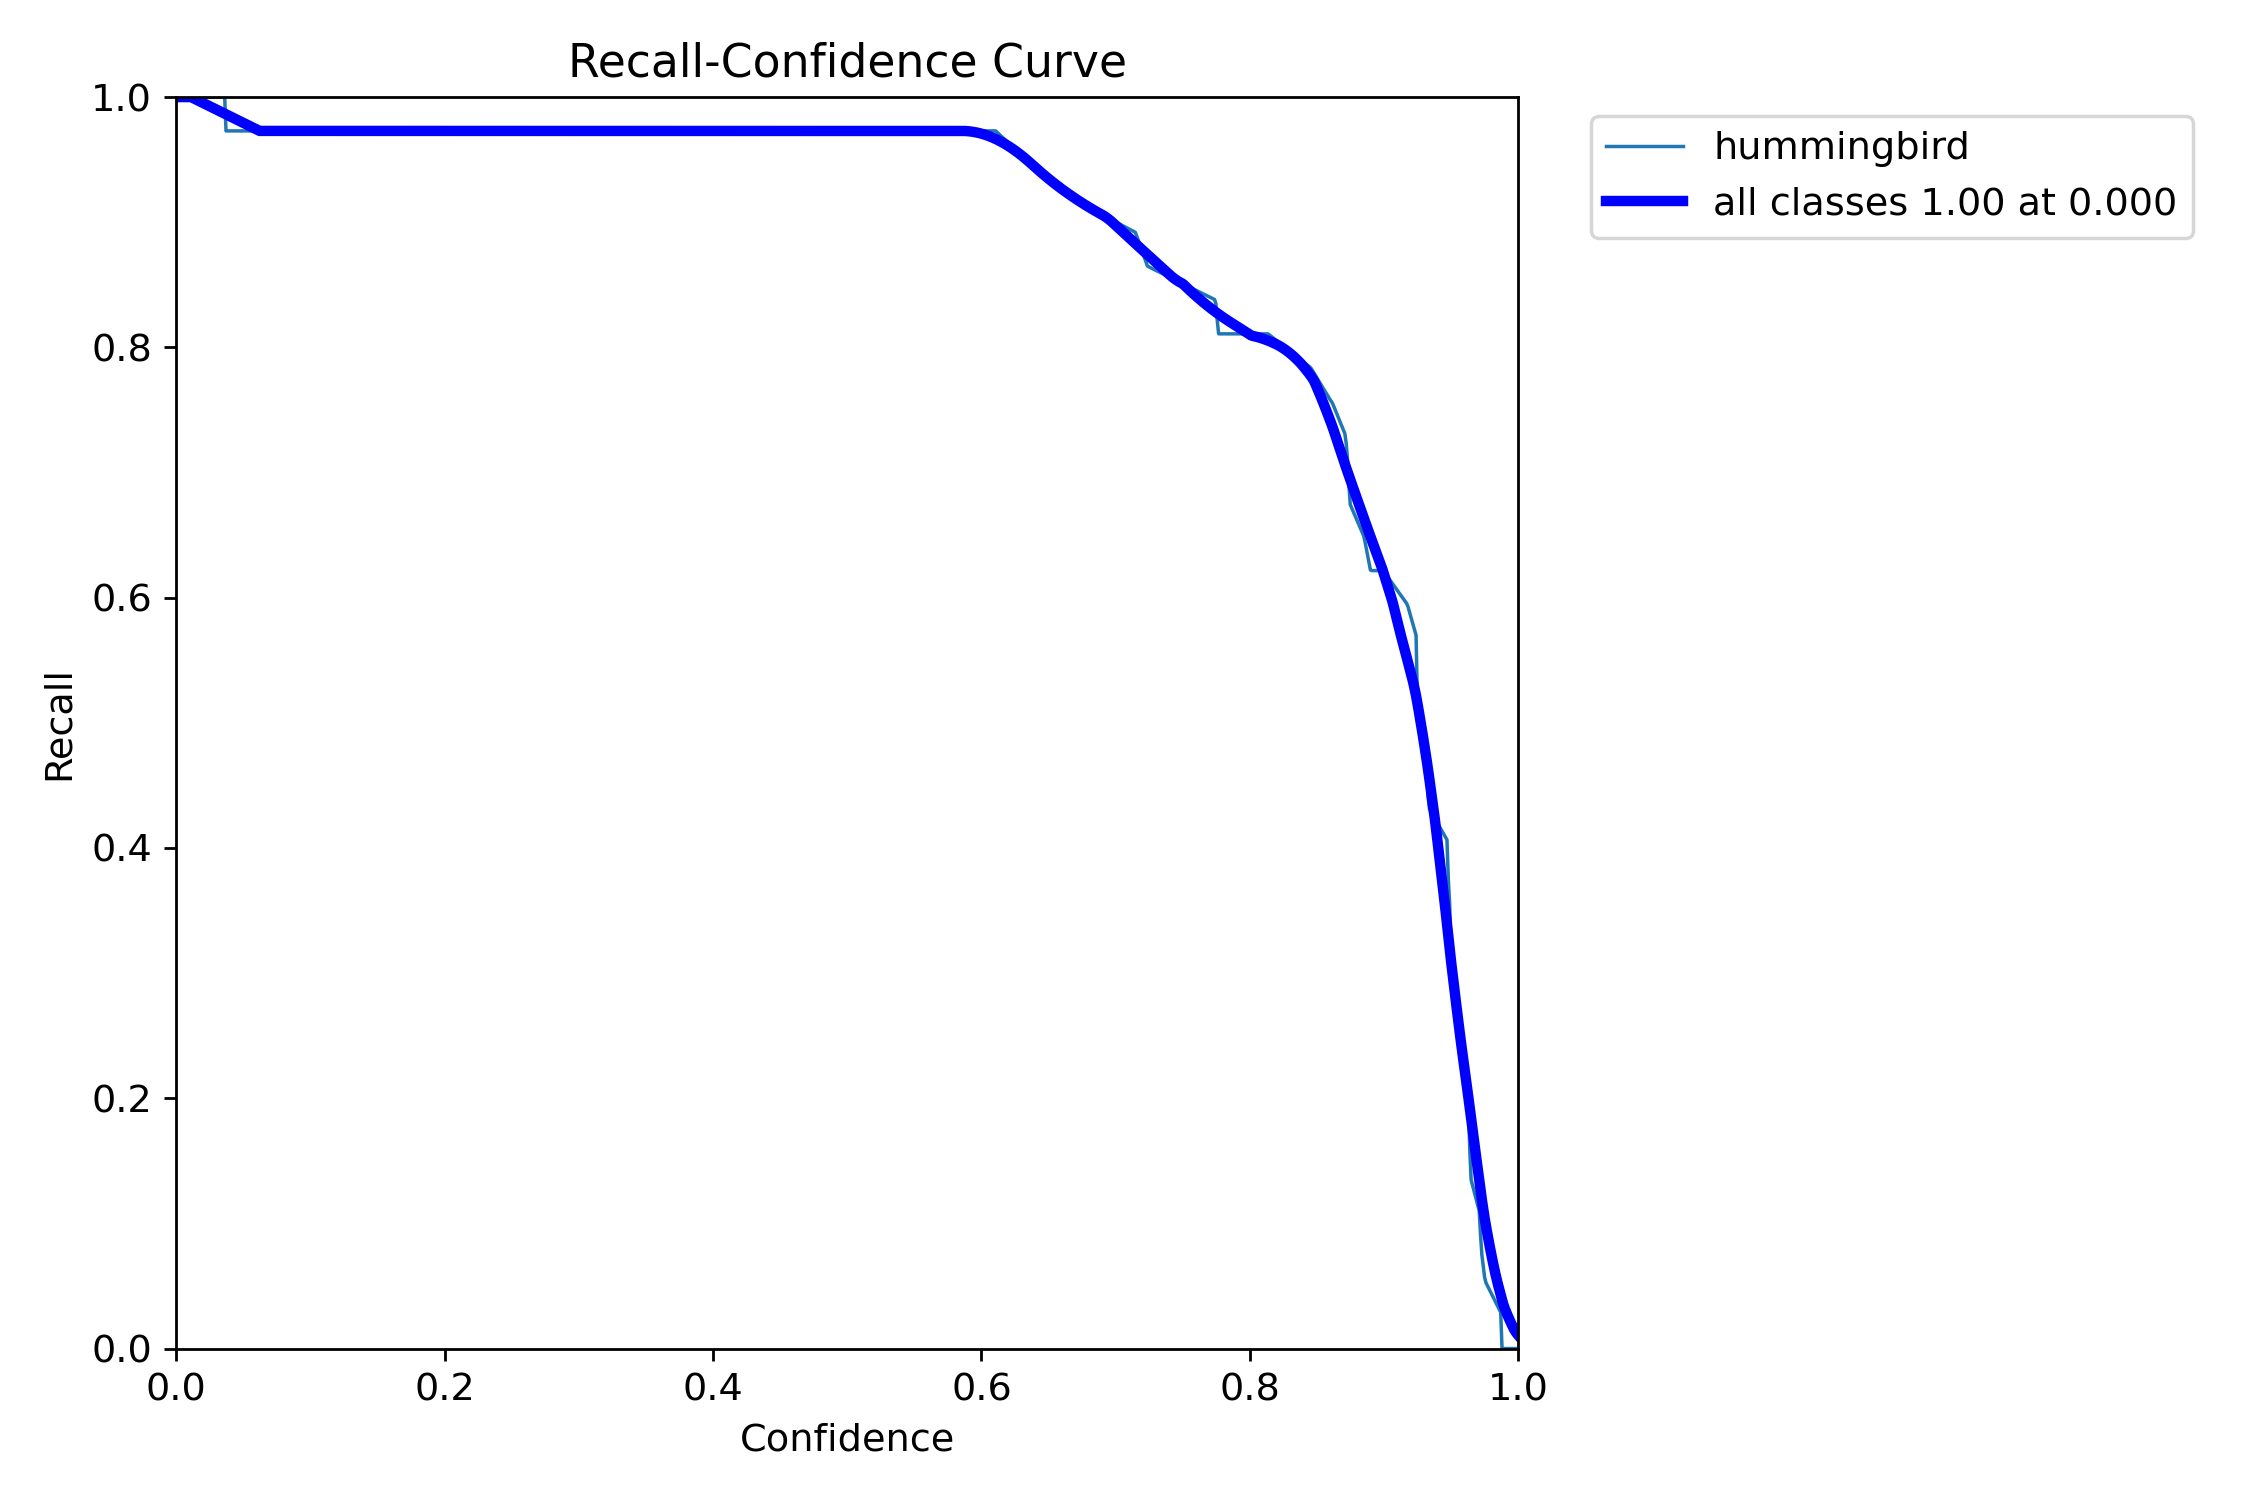 Recall-Confidence Curve
hummingbird
all classes 1.00 at 0.000
1.0
0.8
0.6
0.4
0.2
0.0
Recall
0.0 0.2 0.4 0.6 0.8 1.0
Confidence